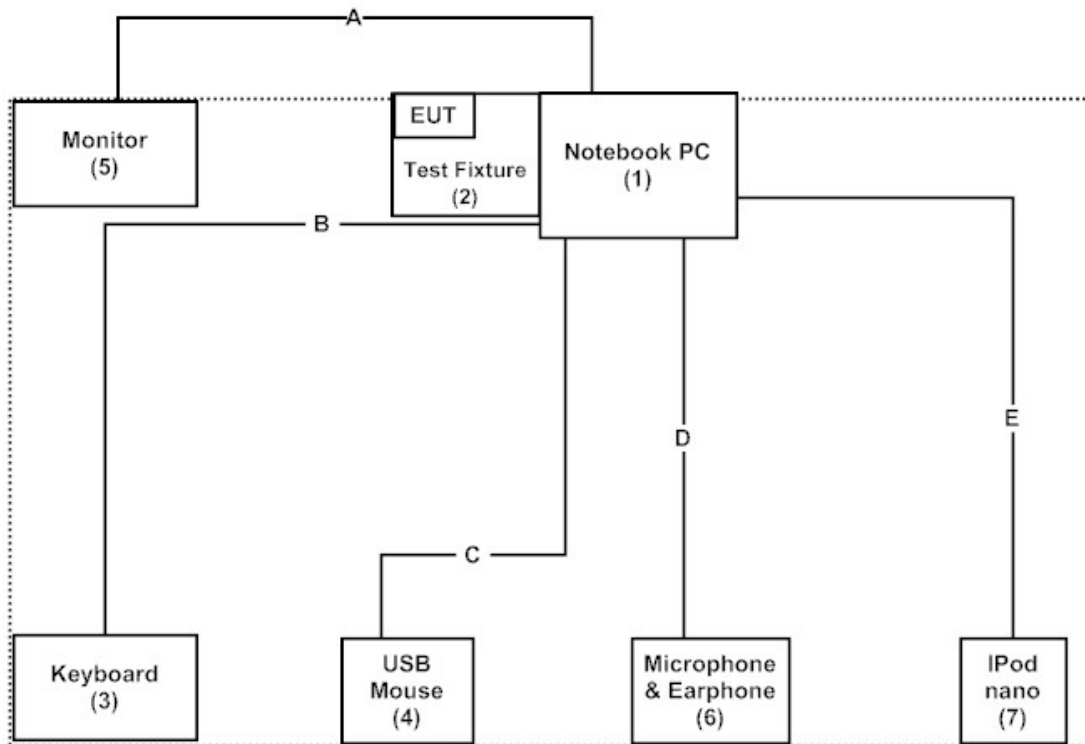 A
EUT
Monitor
(5)
Test Fixture
(2)
Notebook PC
(1)
B
C
D
E
Keyboard
(3)
USB
Mouse
(4)
Microphone
& Earphone
(6)
IPod
nano
(7)